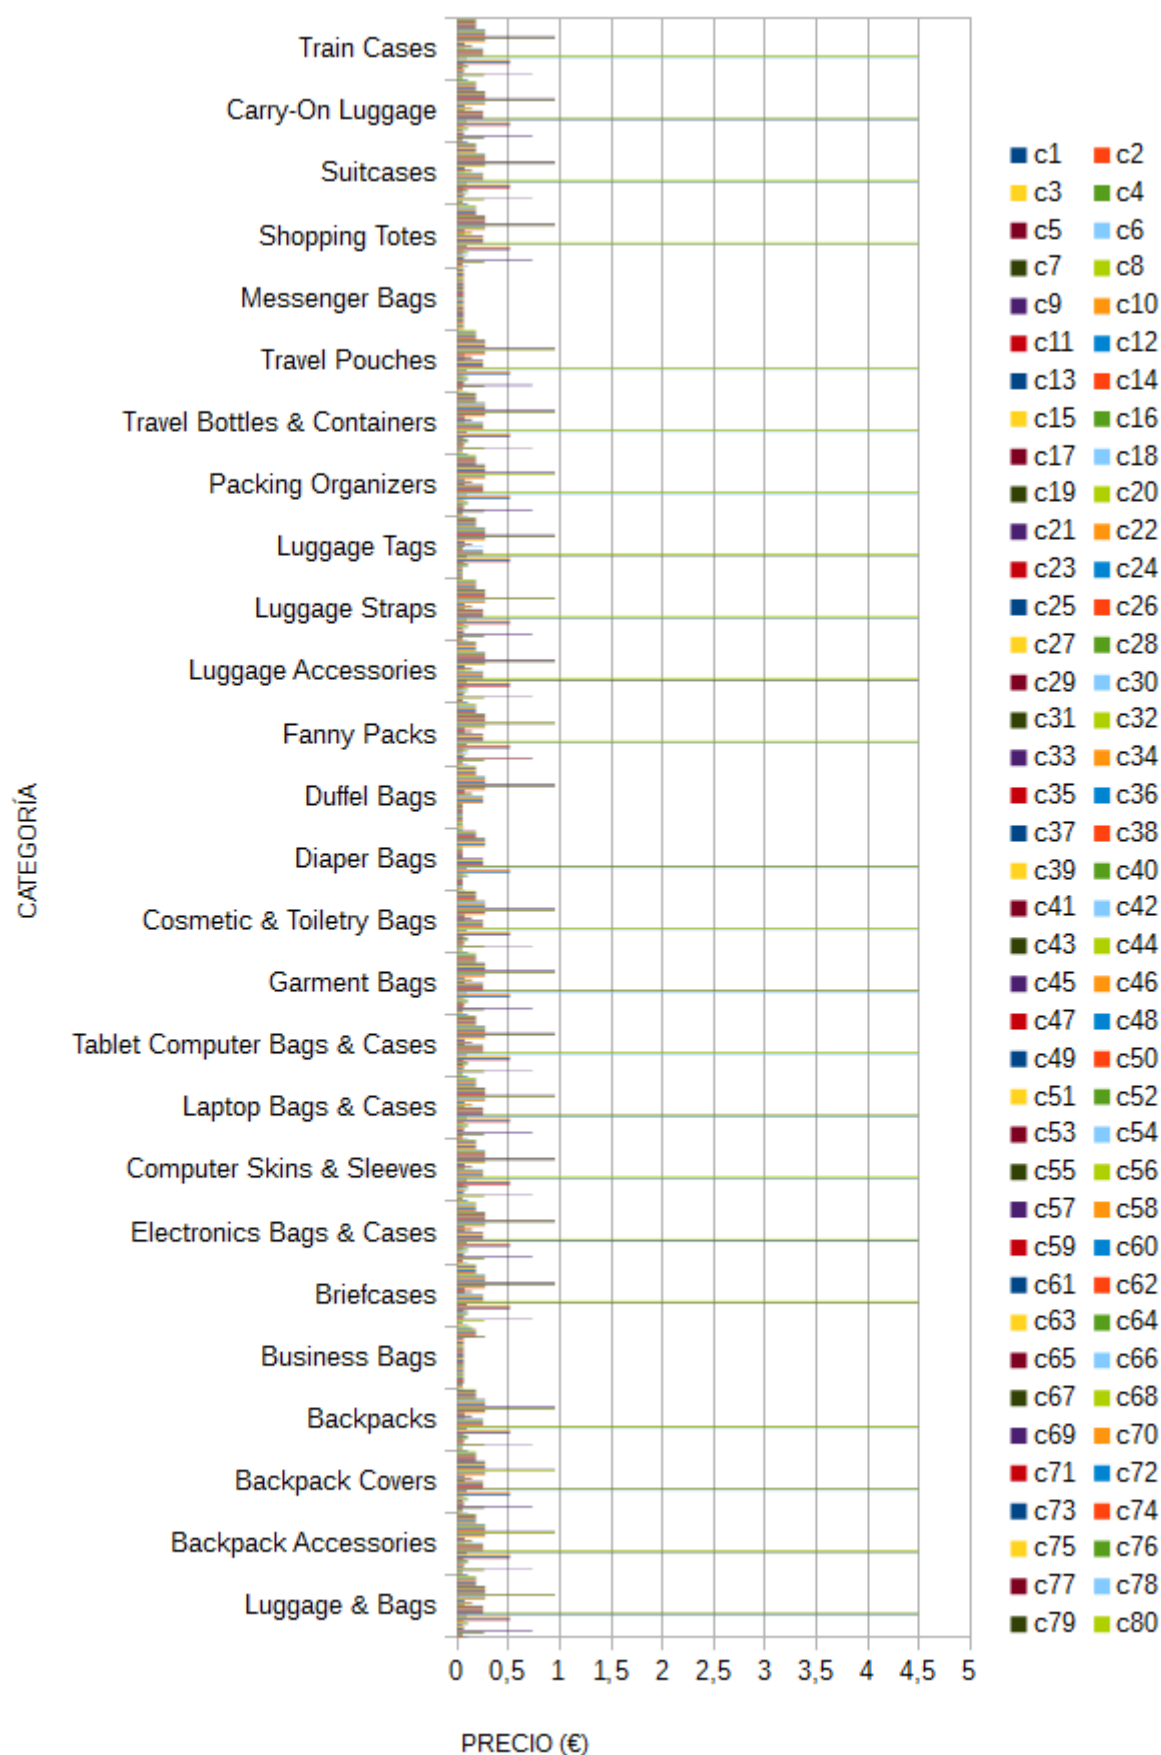 Train Cases
Carry-On Luggage
Suitcases
Shopping Totes
Messenger Bags
Travel Pouches
Travel Bottles & Containers
Packing Organizers
Luggage Tags
Luggage Straps
Luggage Accessories
Fanny Packs
Duffel Bags
Diaper Bags
Cosmetic & Toiletry Bags
Garment Bags
Tablet Computer Bags & Cases
Laptop Bags & Cases
Computer Skins & Sleeves
Electronics Bags & Cases
Briefcases
Business Bags
Backpacks
Backpack Covers
Backpack Accessories
Luggage & Bags
CATEGORÍA
0 0,5 1 1,5 2 2,5 3 3,5 4 4,5 5
PRECIO (€)
c1 c2
c3 c4
c5 c6
c7 c8
c9 c10
c11 c12
c13 c14
c15 c16
c17 c18
c19 c20
c21 c22
c23 c24
c25 c26
c27 c28
c29 c30
c31 c32
c33 c34
c35 c36
c37 c38
c39 c40
c41 c42
c43 c44
c45 c46
c47 c48
c49 c50
c51 c52
c53 c54
c55 c56
c57 c58
c59 c60
c61 c62
c63 c64
c65 c66
c67 c68
c69 c70
c71 c72
c73 c74
c75 c76
c77 c78
c79 c80